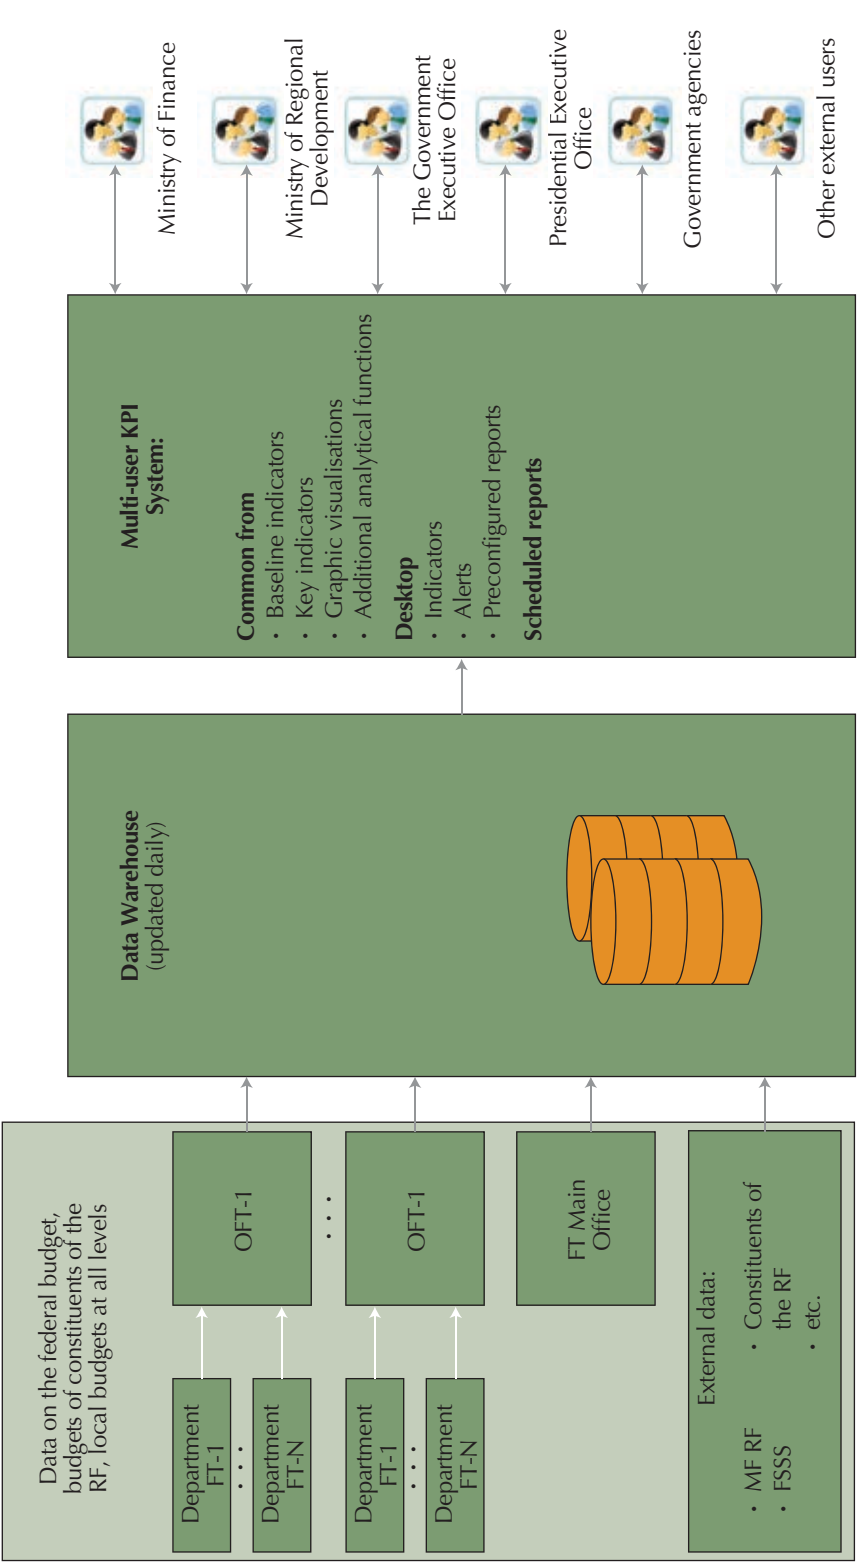 Data on the federal budget,
budgets of constituents of the
RF, local budgets at all levels
Department
FT-1
. . .
Department
FT-N
Department
FT-1
. . .
Department
FT-N
OFT-1
. . .
OFT-1
FT Main
Office
External data:
• MF RF
• FSSS
• Constituents of
the RF
• etc.
Data Warehouse
(updated daily)
Multi-user KPI
System:
Common from
• Baseline indicators
• Key indicators
• Graphic visualisations
• Additional analytical functions
Desktop
• Indicators
• Alerts
• Preconfigured reports
Scheduled reports
Ministry of Finance
Ministry of Regional
Development
The Government
Executive Office
Presidential Executive
Office
Government agencies
Other external users